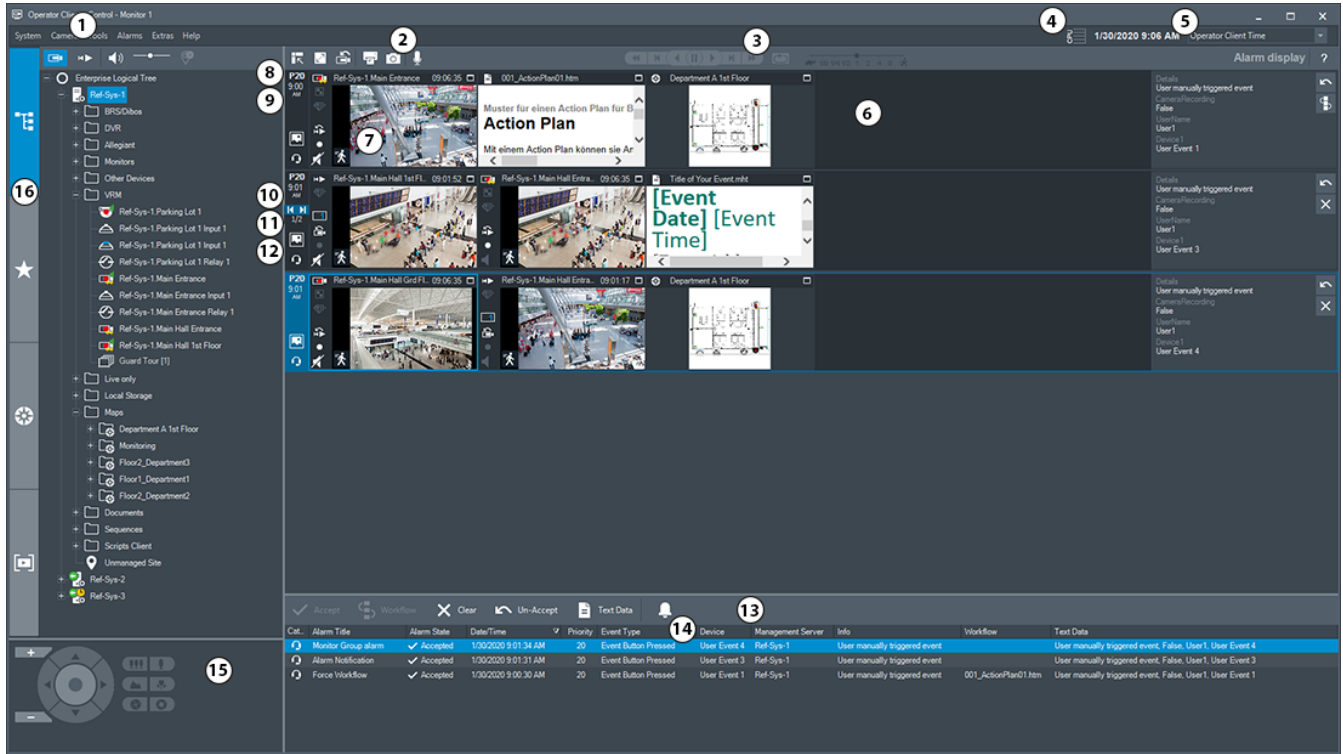 Operator Client Control - Monitor 1
1
4
5
System Camera Tools Alarms Extras Help
1/30/2020 9:06 AM Operator Client Time
2
3
Alarm display ?
8
Enterprise Logical Tree
P20 9:00 AM
Ref-Sys-1.Main Entrance 09:06:35
001_ActionPlan01.htm
Department A 1st Floor
Details
User manually triggered event
CameraRecording
False
UserName
User1
Device1
User Event 1
9
Ref-Sys-1
BRS/Dibos
DVR
Allegiant
Monitors
Other Devices
VRM
Muster für einen Action Plan für B
Action Plan
Mit einem Action Plan können sie Ar
6
7
16
10
11
12
P20 9:01 AM
1/2
Ref-Sys-1.Main Hall 1st Fl.. 09:01:52
Ref-Sys-1.Main Hall Entra.. 09:06:35
Title of Your Event.mht
[Event
Date] [Event
Time]
Details
User manually triggered event
CameraRecording
False
UserName
User1
Device1
User Event 3
Ref-Sys-1.Parking Lot 1
Ref-Sys-1.Parking Lot 1 Input 1
Ref-Sys-1.Parking Lot 1 Input 1
Ref-Sys-1.Parking Lot 1 Relay 1
Ref-Sys-1.Main Entrance
Ref-Sys-1.Main Entrance Input 1
Ref-Sys-1.Main Entrance Relay 1
Ref-Sys-1.Main Hall Entrance
Ref-Sys-1.Main Hall 1st Floor
Guard Tour [1]
P20 9:01 AM
Ref-Sys-1.Main Hall Grd Fl.. 09:06:35
Ref-Sys-1.Main Hall Entra.. 09:01:17
Department A 1st Floor
Details
User manually triggered event
CameraRecording
False
UserName
User1
Device1
User Event 4
Live only
Local Storage
Maps
Department A 1st Floor
Monitoring
Floor2_Department3
Floor1_Department1
Floor2_Department2
Documents
Sequences
Scripts Client
Unmanaged Site
Ref-Sys-2
Ref-Sys-3
Accept Workflow Clear Un-Accept Text Data
13
14
Cat.. Alarm Title Alarm State Date/Time Priority Event Type Device Management Server Info Workflow Text Data
Monitor Group alarm Accepted 1/30/2020 9:01:34 AM 20 Event Button Pressed User Event 4 Ref-Sys-1 User manually triggered event User manually triggered event, False, User1, User Event 4
Alarm Notification Accepted 1/30/2020 9:01:31 AM 20 Event Button Pressed User Event 3 Ref-Sys-1 User manually triggered event User manually triggered event, False, User1, User Event 3
Force Workflow Accepted 1/30/2020 9:00:30 AM 20 Event Button Pressed User Event 1 Ref-Sys-1 User manually triggered event 001_ActionPlan01.htm User manually triggered event, False, User1, User Event 1
15